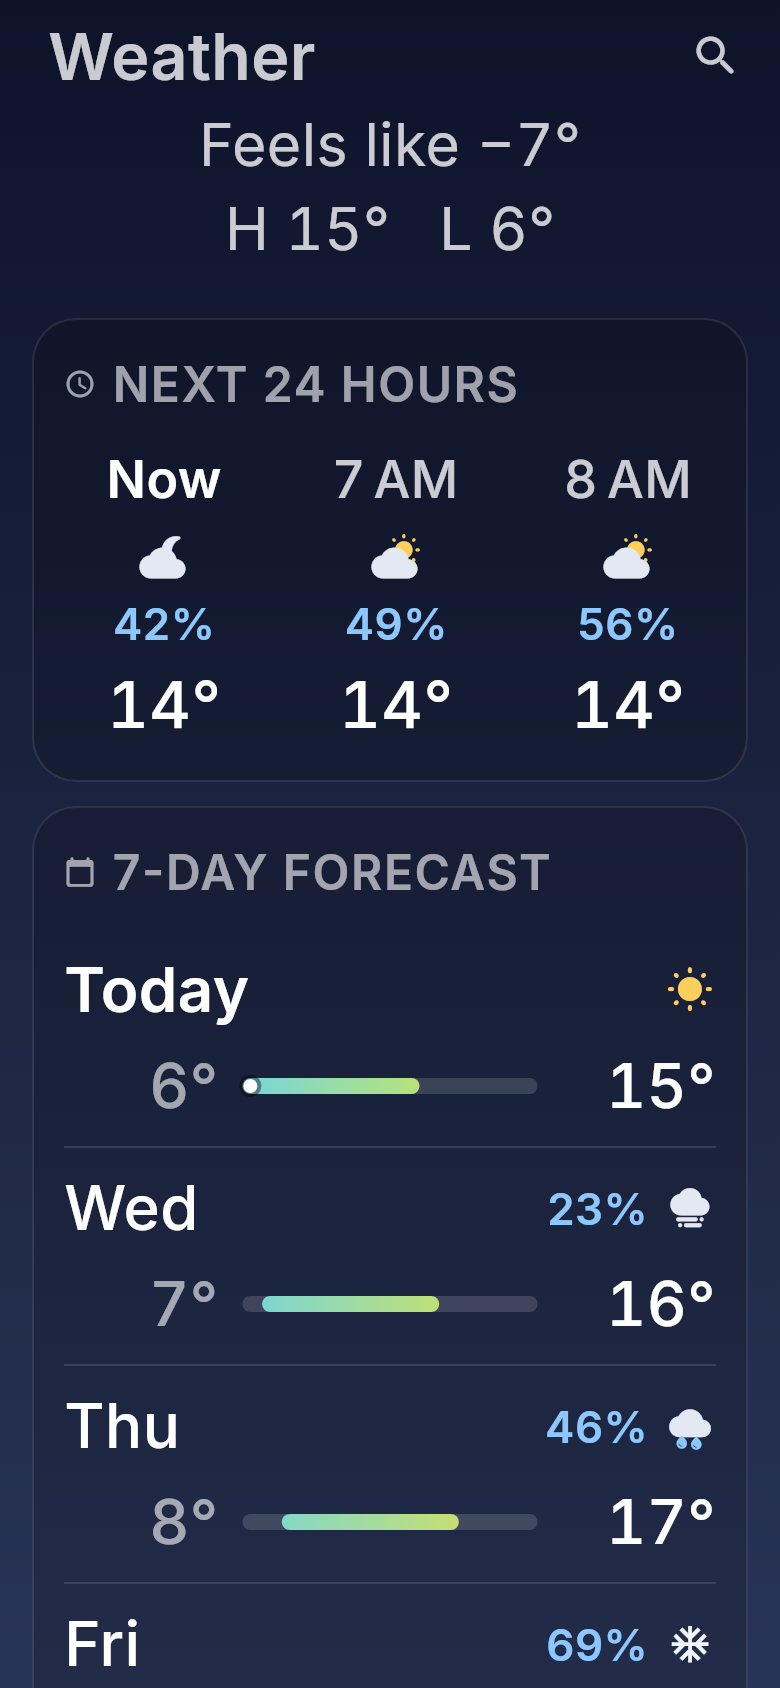 Weather
Feels like −7°
H 15° L 6°
NEXT 24 HOURS
Now 7 AM 8 AM
42% 49% 56%
14° 14° 14°
7-DAY FORECAST
Today
6° 15°
Wed 23%
7° 16°
Thu 46%
8° 17°
Fri 69%